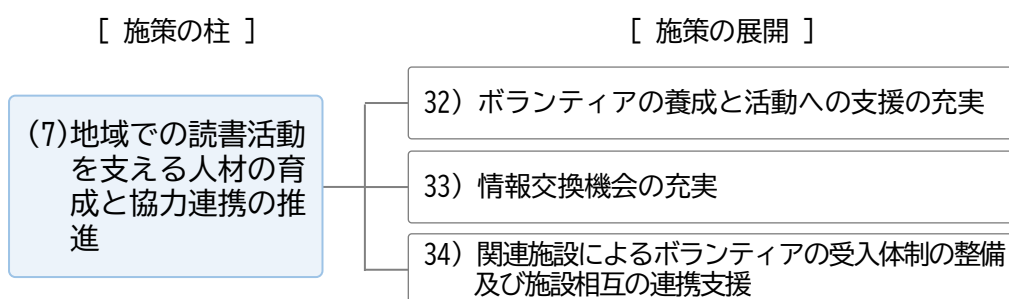 [ 施策の柱 ]
[ 施策の展開 ]
(7)地域での読書活動
を支える人材の育
成と協力連携の推
進
32) ボランティアの養成と活動への支援の充実
33) 情報交換機会の充実
34) 関連施設によるボランティアの受入体制の整備
及び施設相互の連携支援